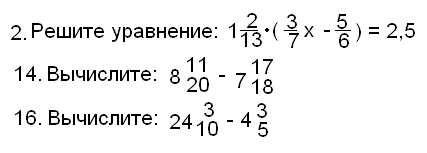 2. Решите уравнение: 1 2/13 · ( 3/7 x - 5/6 ) = 2,5
14. Вычислите: 8 11/20 - 7 17/18
16. Вычислите: 24 3/10 - 4 3/5